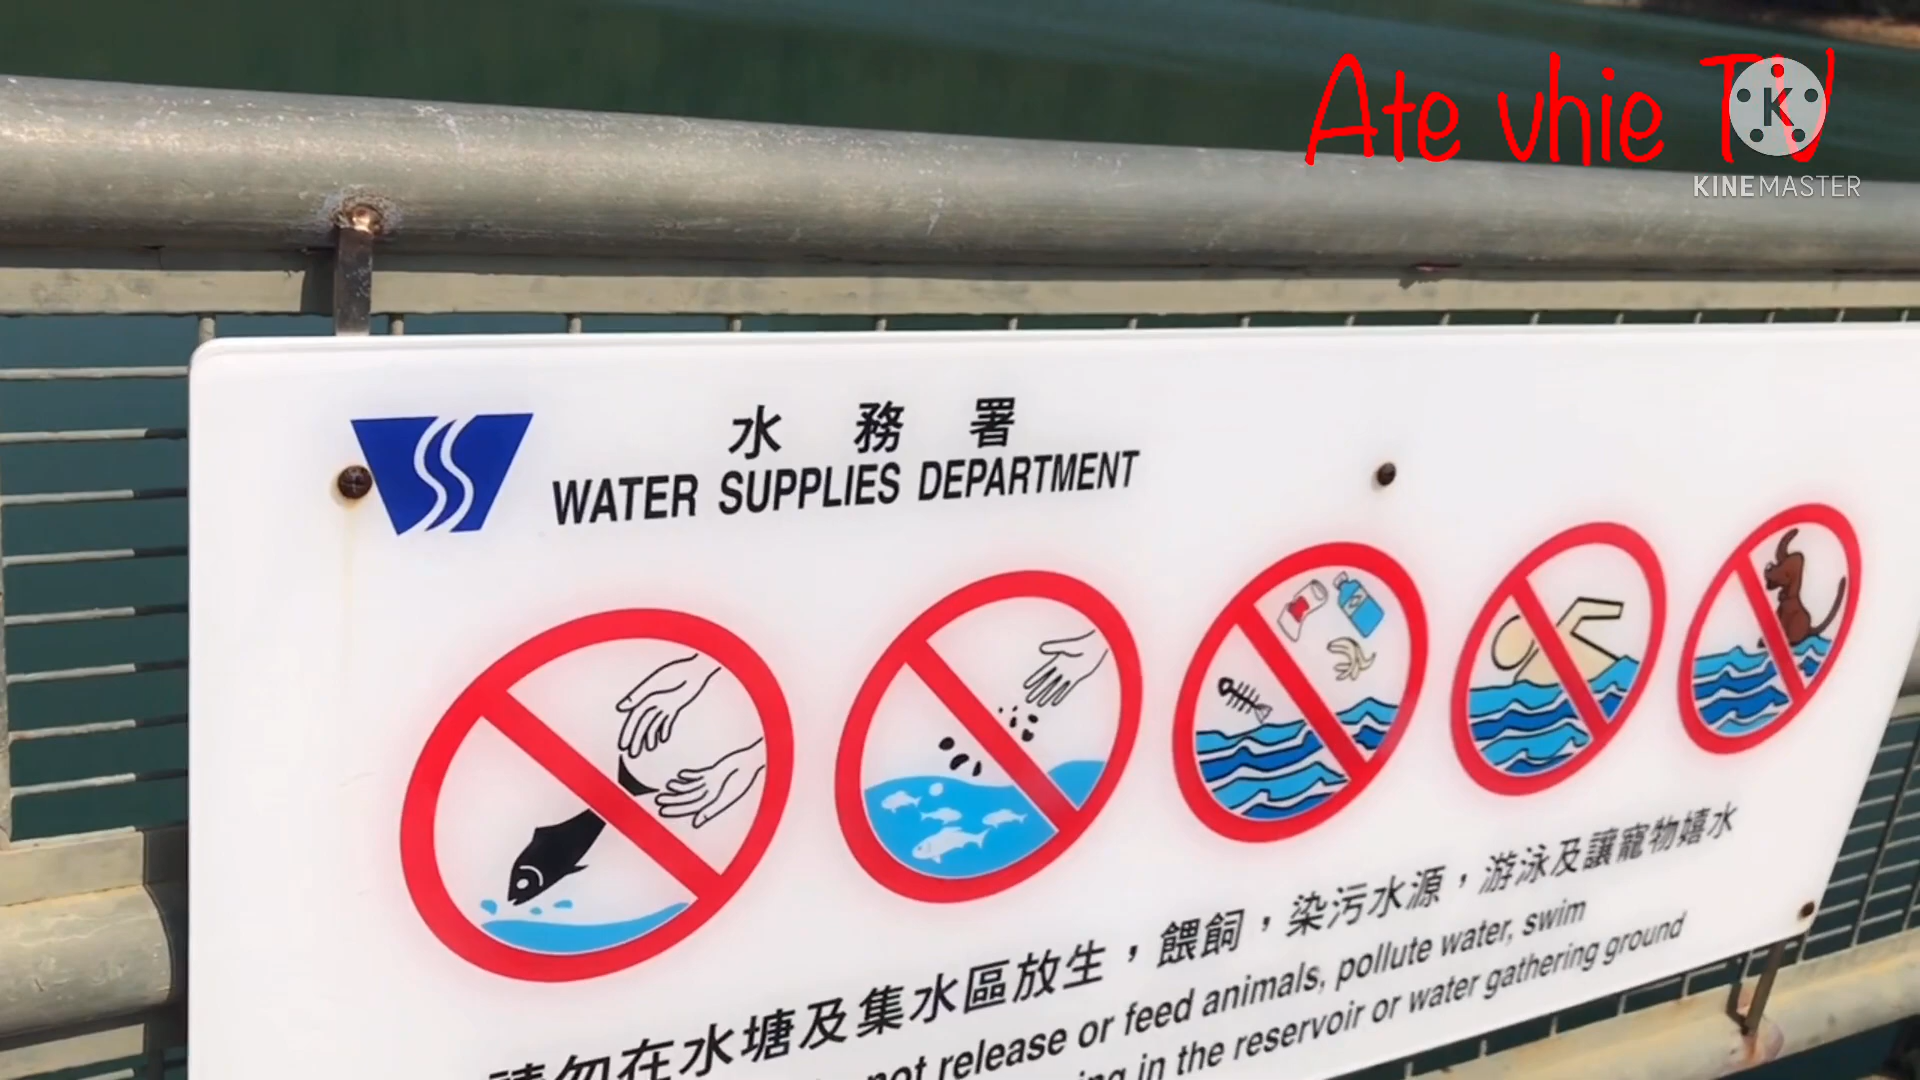 Ate vhie TV
KINEMASTER
水務署
WATER SUPPLIES DEPARTMENT
請勿在水塘及集水區放生，餵飼，染污水源，游泳及讓寵物嬉水
not release or feed animals, pollute water, swim
in the reservoir or water gathering ground